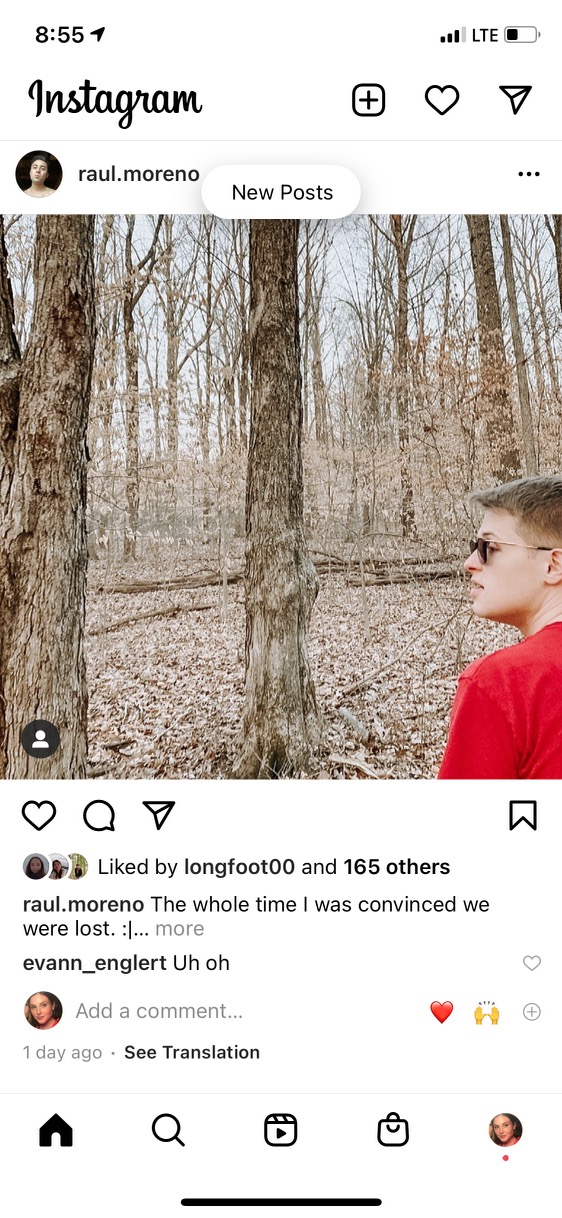 8:55
LTE
Instagram
raul.moreno
New Posts
Liked by longfoot00 and 165 others
raul.moreno The whole time I was convinced we
were lost. :|... more
evann_englert Uh oh
Add a comment...
1 day ago · See Translation